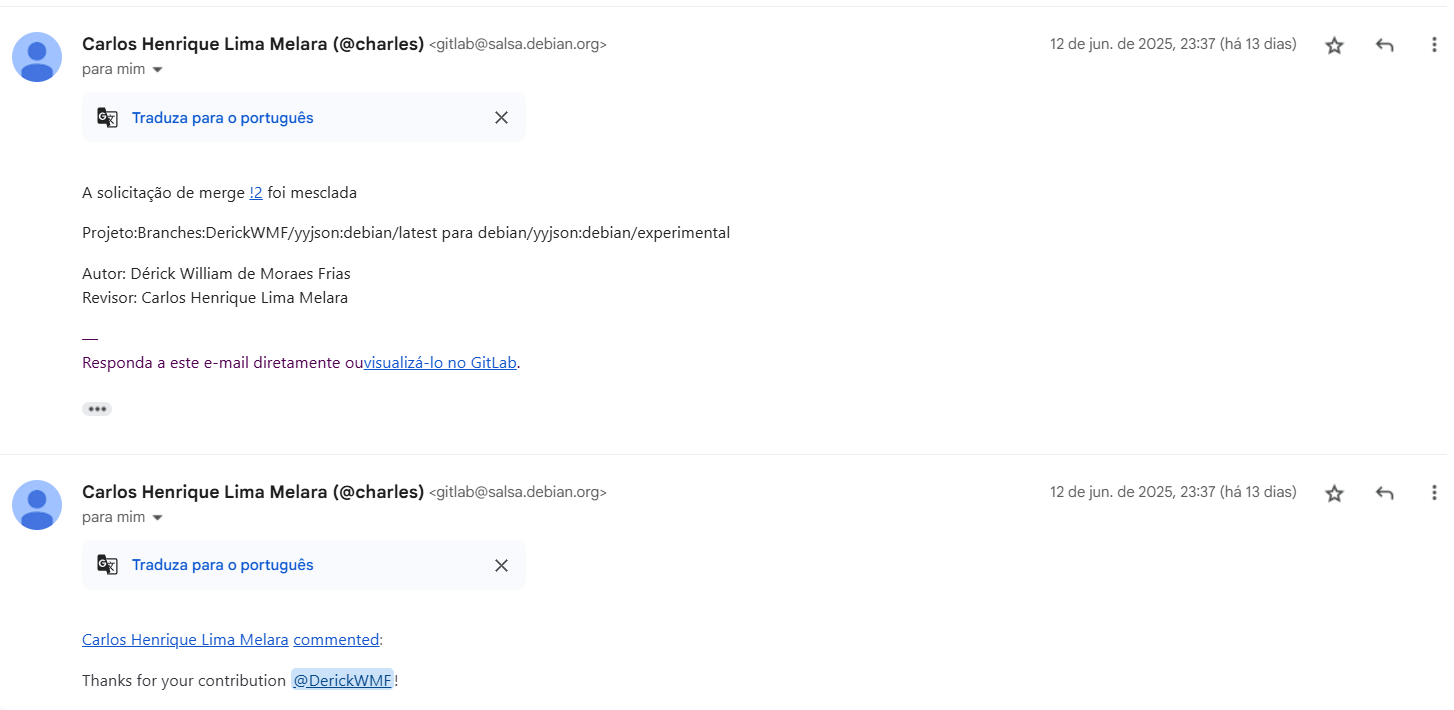 Carlos Henrique Lima Melara (@charles) <gitlab@salsa.debian.org>
12 de jun. de 2025, 23:37 (há 13 dias)
para mim
Traduza para o português
A solicitação de merge !2 foi mesclada
Projeto:Branches:DerickWMF/yyjson:debian/latest para debian/yyjson:debian/experimental
Autor: Dérick William de Moraes Frias
Revisor: Carlos Henrique Lima Melara
—
Responda a este e-mail diretamente ouvisualizá-lo no GitLab.
Carlos Henrique Lima Melara (@charles) <gitlab@salsa.debian.org>
12 de jun. de 2025, 23:37 (há 13 dias)
para mim
Traduza para o português
Carlos Henrique Lima Melara commented:
Thanks for your contribution @DerickWMF!